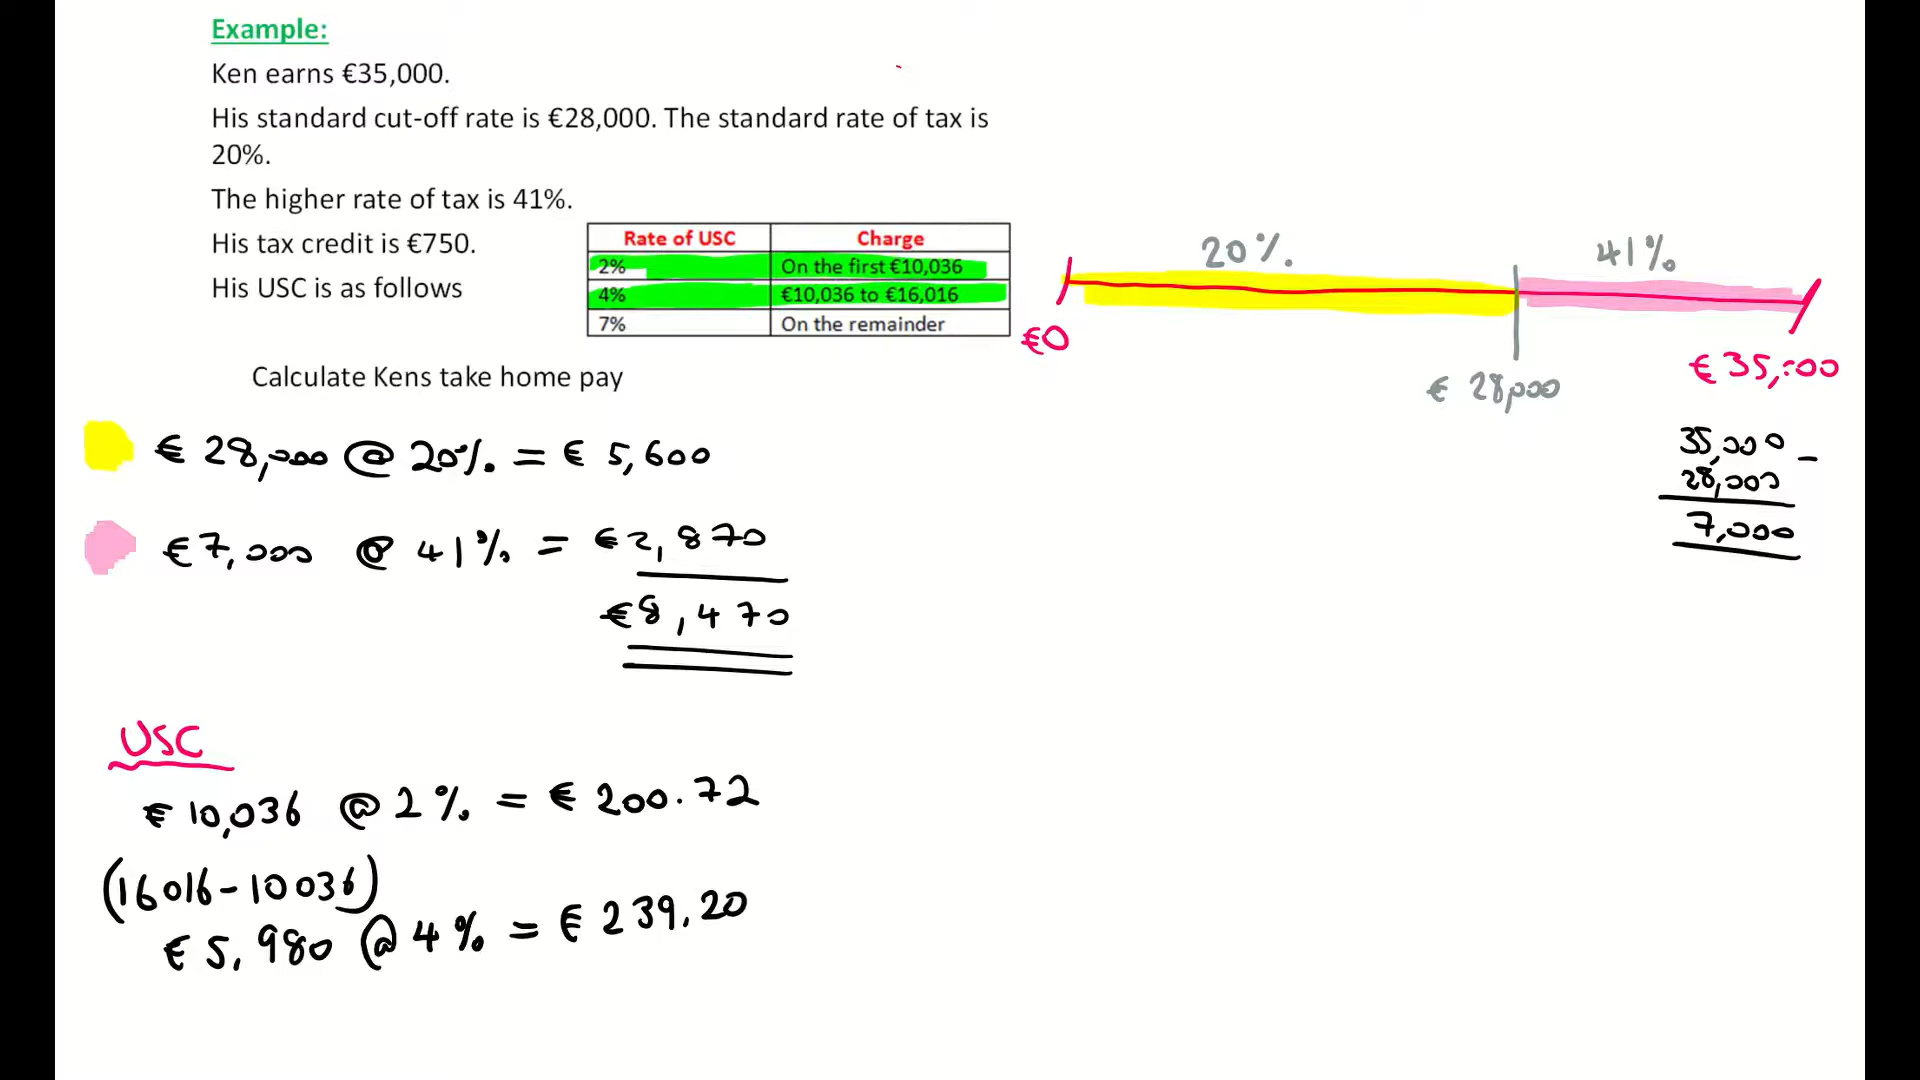 Example:
Ken earns €35,000.
His standard cut-off rate is €28,000. The standard rate of tax is
20%.
The higher rate of tax is 41%.
His tax credit is €750.
His USC is as follows
Rate of USC Charge
2% On the first €10,036
4% €10,036 to €16,016
7% On the remainder
Calculate Kens take home pay
20% 41%
€0 € 28,000 € 35,000
35,000 -
28,000
7,000
€ 28,000 @ 20% = € 5,600
€7,000 @ 41% = €2,870
€8,470
USC
€ 10,036 @ 2% = € 200.72
(16016-10036)
€ 5,980 @ 4% = € 239.20